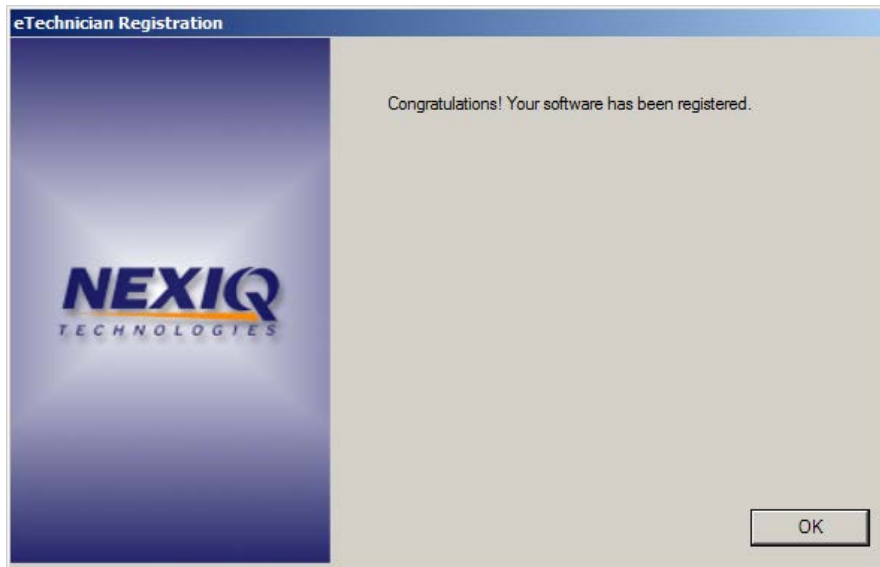 eTechnician Registration
Congratulations! Your software has been registered.
NEXIQ
TECHNOLOGIES
OK